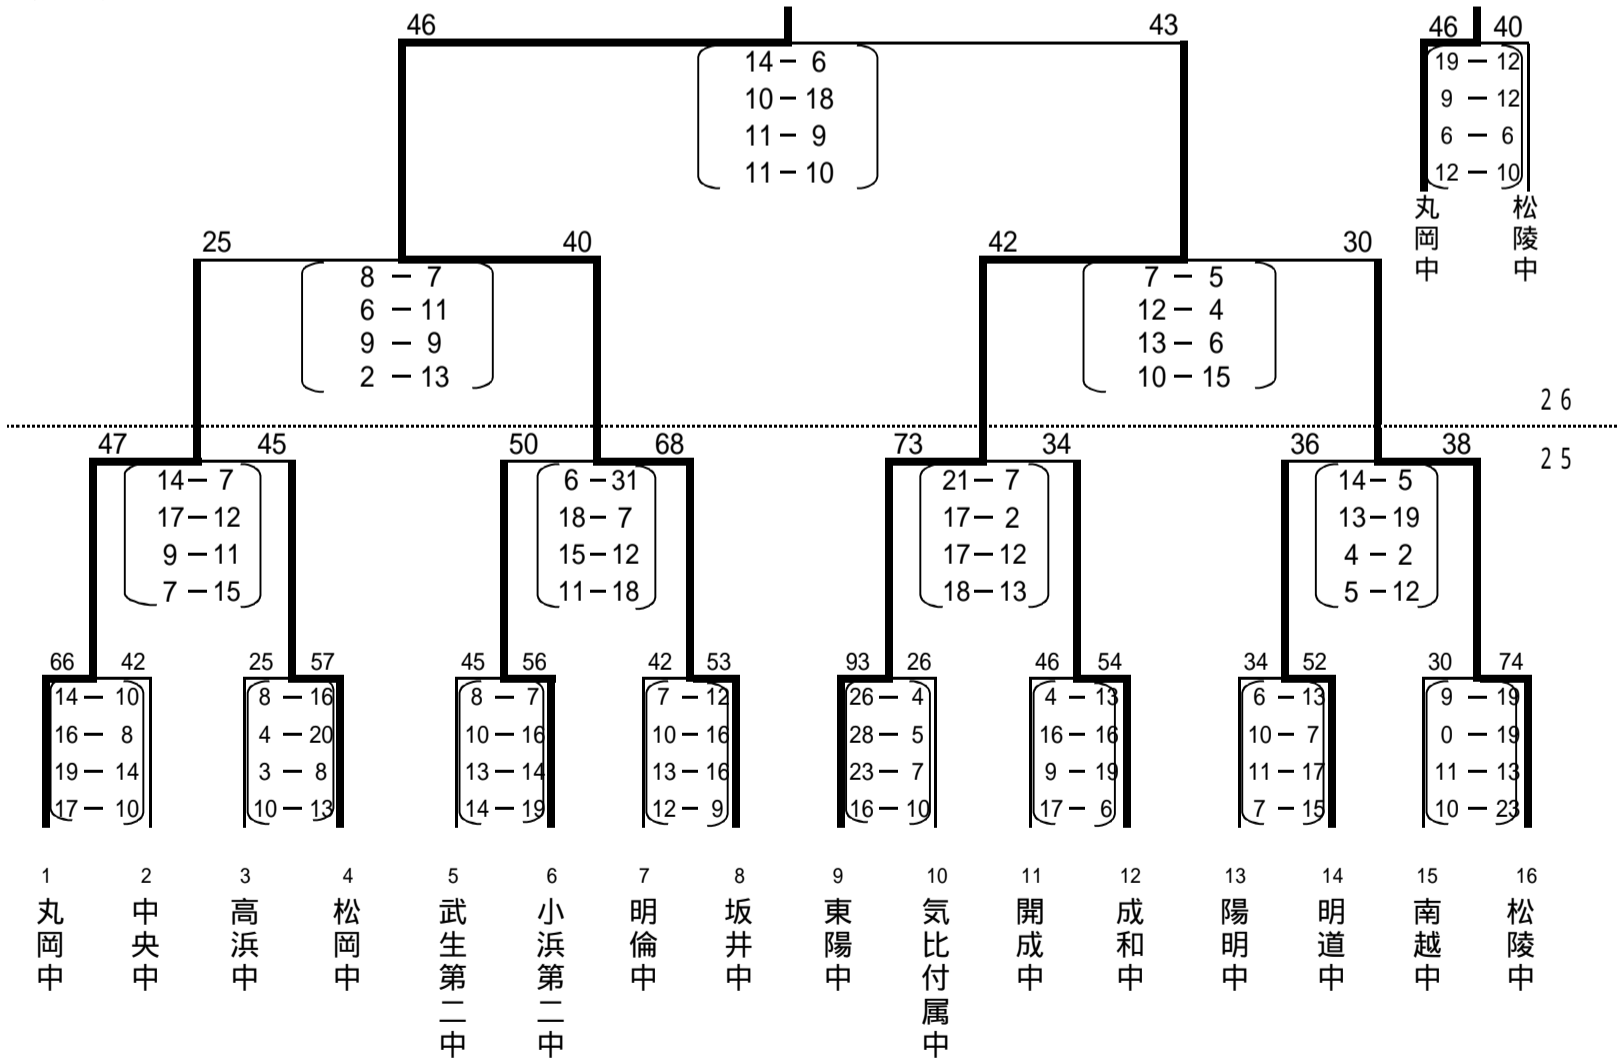 46 43
14 － 6
10 － 18
11 － 9
11 － 10
46 40
19 － 12
9 － 12
6 － 6
12 － 10
丸岡中
松陵中
25 40
8 － 7
6 － 11
9 － 9
2 － 13
42 30
7 － 5
12 － 4
13 － 6
10 － 15
26
25
47 45
14 － 7
17 － 12
9 － 11
7 － 15
50 68
6 － 31
18 － 7
15 － 12
11 － 18
73 34
21 － 7
17 － 2
17 － 12
18 － 13
36 38
14 － 5
13 － 19
4 － 2
5 － 12
66 42
14 － 10
16 － 8
19 － 14
17 － 10
25 57
8 － 16
4 － 20
3 － 8
10 － 13
45 56
8 － 7
10 － 16
13 － 14
14 － 19
42 53
7 － 12
10 － 16
13 － 16
12 － 9
93 26
26 － 4
28 － 5
23 － 7
16 － 10
46 54
4 － 13
16 － 16
9 － 19
17 － 6
34 52
6 － 13
10 － 7
11 － 17
7 － 15
30 74
9 － 19
0 － 19
11 － 13
10 － 23
1 2 3 4 5 6 7 8 9 10 11 12 13 14 15 16
丸岡中
中央中
高浜中
松岡中
武生第二中
小浜第二中
明倫中
坂井中
東陽中
気比付属中
開成中
成和中
陽明中
明道中
南越中
松陵中